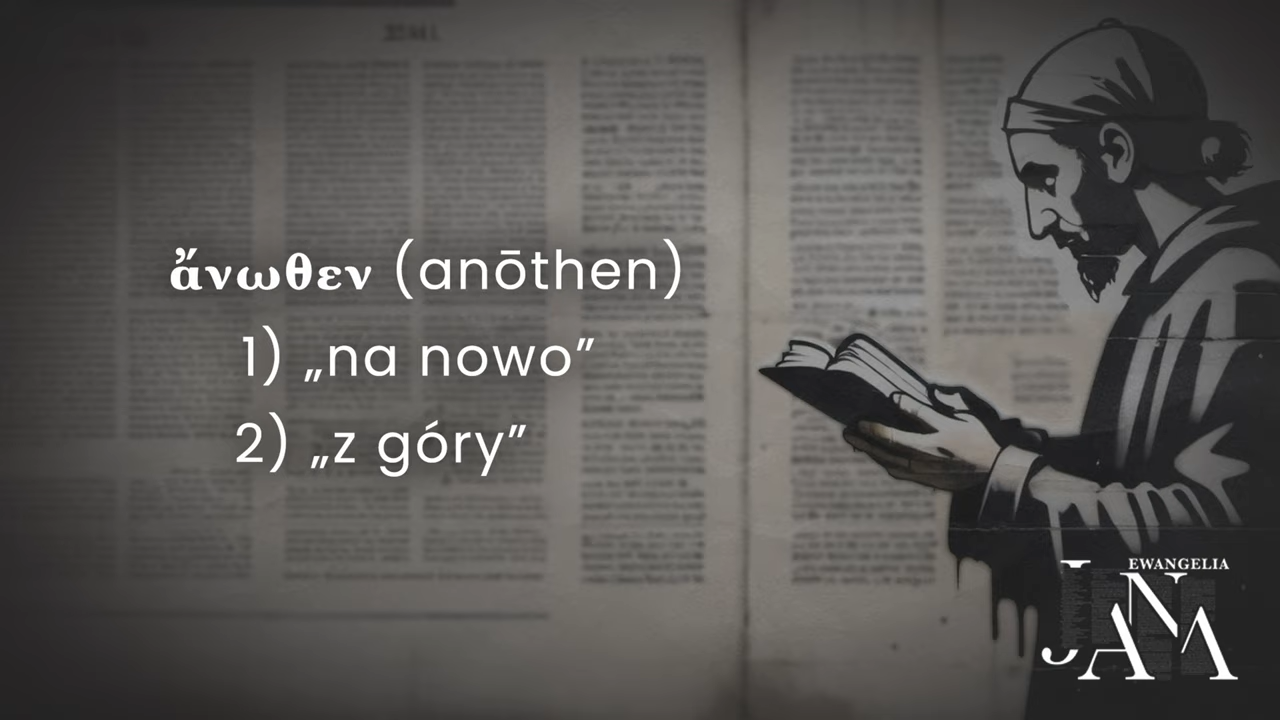 ἄνωθεν (anōthen)
1) „na nowo”
2) „z góry”
EWANGELIA
JANA